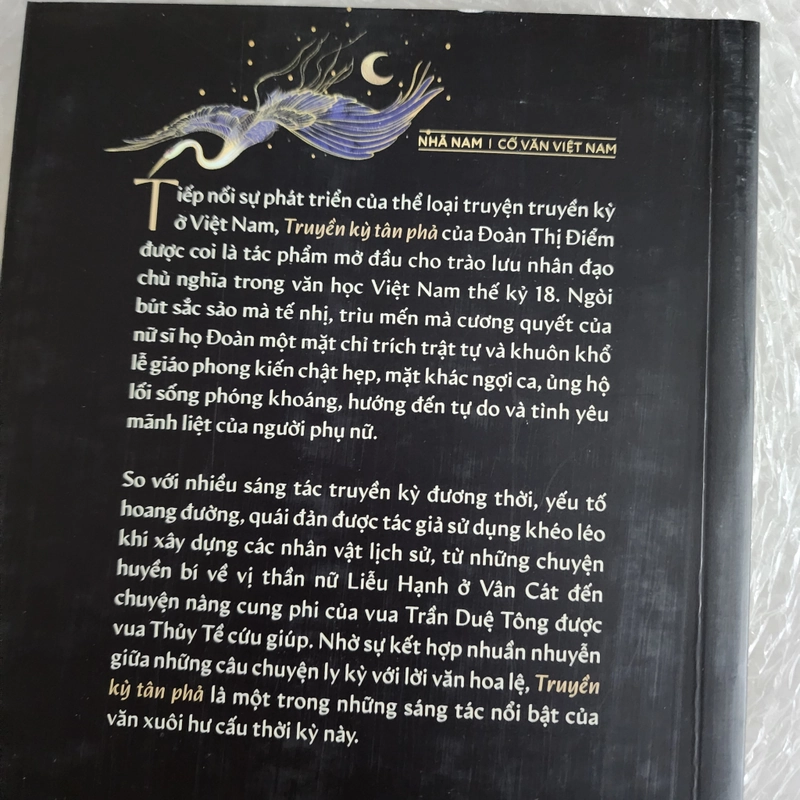 NHÃ NAM | CỔ VĂN VIỆT NAM
Tiếp nối sự phát triển của thể loại truyện truyền kỳ
ở Việt Nam, Truyền kỳ tân phả của Đoàn Thị Điểm
được coi là tác phẩm mở đầu cho trào lưu nhân đạo
chủ nghĩa trong văn học Việt Nam thế kỷ 18. Ngòi
bút sắc sảo mà tế nhị, trìu mến mà cương quyết của
nữ sĩ họ Đoàn một mặt chỉ trích trật tự và khuôn khổ
lễ giáo phong kiến chật hẹp, mặt khác ngợi ca, ủng hộ
lối sống phóng khoáng, hướng đến tự do và tình yêu
mãnh liệt của người phụ nữ.
So với nhiều sáng tác truyền kỳ đương thời, yếu tố
hoang đường, quái đản được tác giả sử dụng khéo léo
khi xây dựng các nhân vật lịch sử, từ những chuyện
huyền bí về vị thần nữ Liễu Hạnh ở Vân Cát đến
chuyện nàng cung phi của vua Trần Duệ Tông được
vua Thủy Tề cứu giúp. Nhờ sự kết hợp nhuần nhuyễn
giữa những câu chuyện ly kỳ với lời văn hoa lệ, Truyền
kỳ tân phả là một trong những sáng tác nổi bật của
văn xuôi hư cấu thời kỳ này.